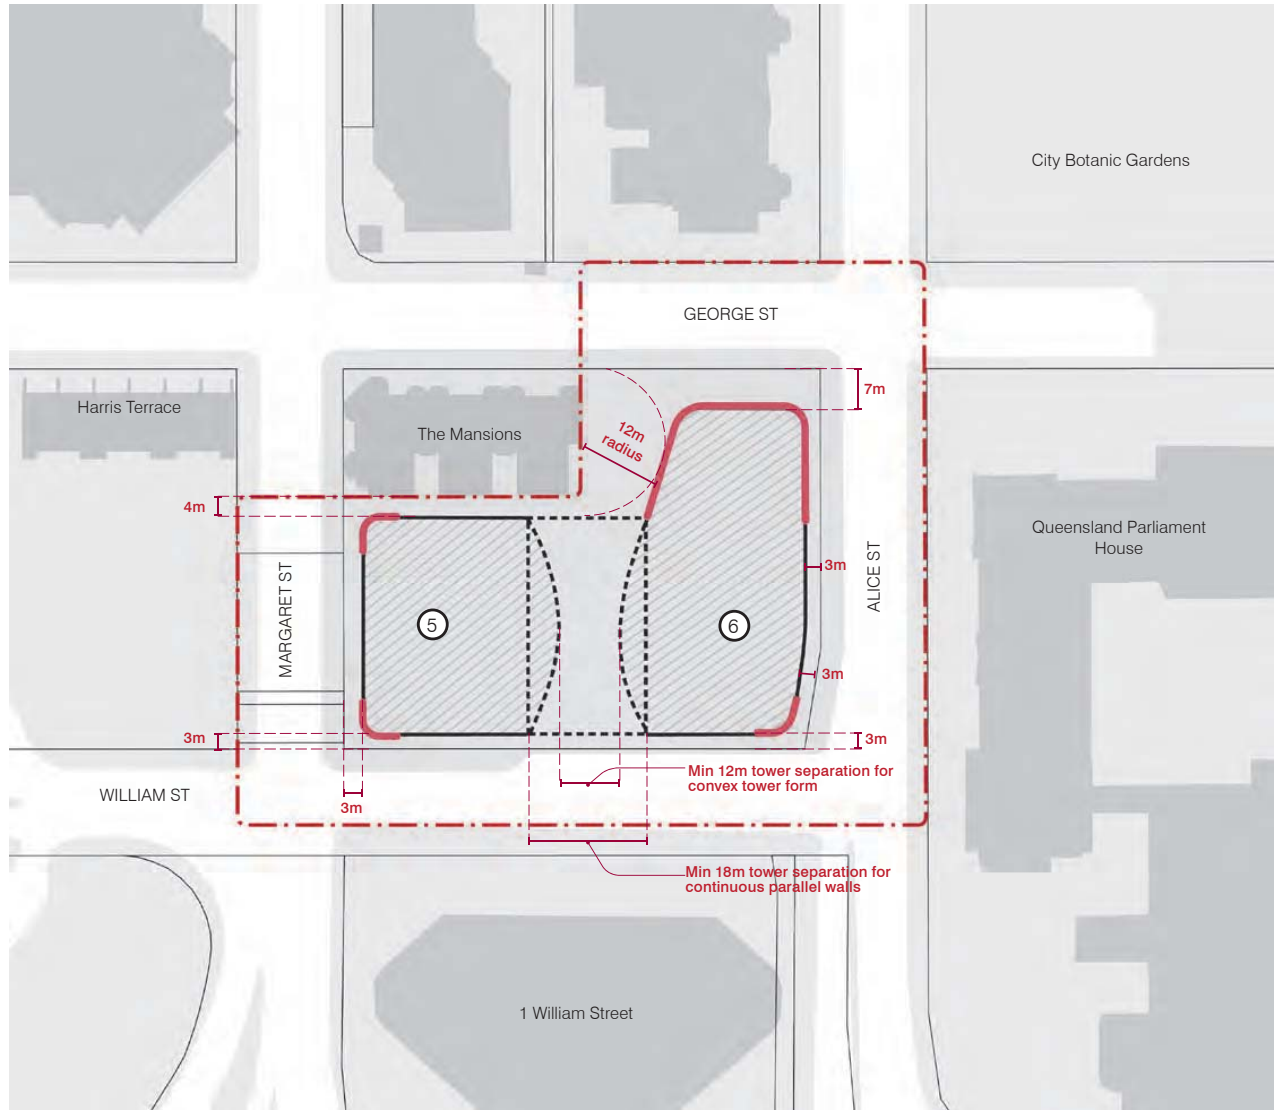 City Botanic Gardens
GEORGE ST
7m
Harris Terrace
The Mansions
12m
radius
4m
Queensland Parliament
House
3m
ALICE ST
MARGARET ST
5
6
3m
3m
3m
Min 12m tower separation for
convex tower form
WILLIAM ST
3m
Min 18m tower separation for
continuous parallel walls
1 William Street